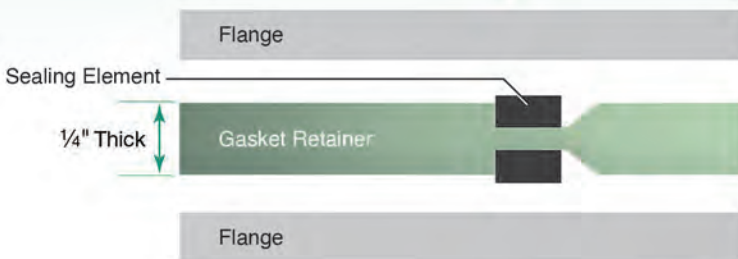 Flange
Sealing Element
¼" Thick
Gasket Retainer
Flange